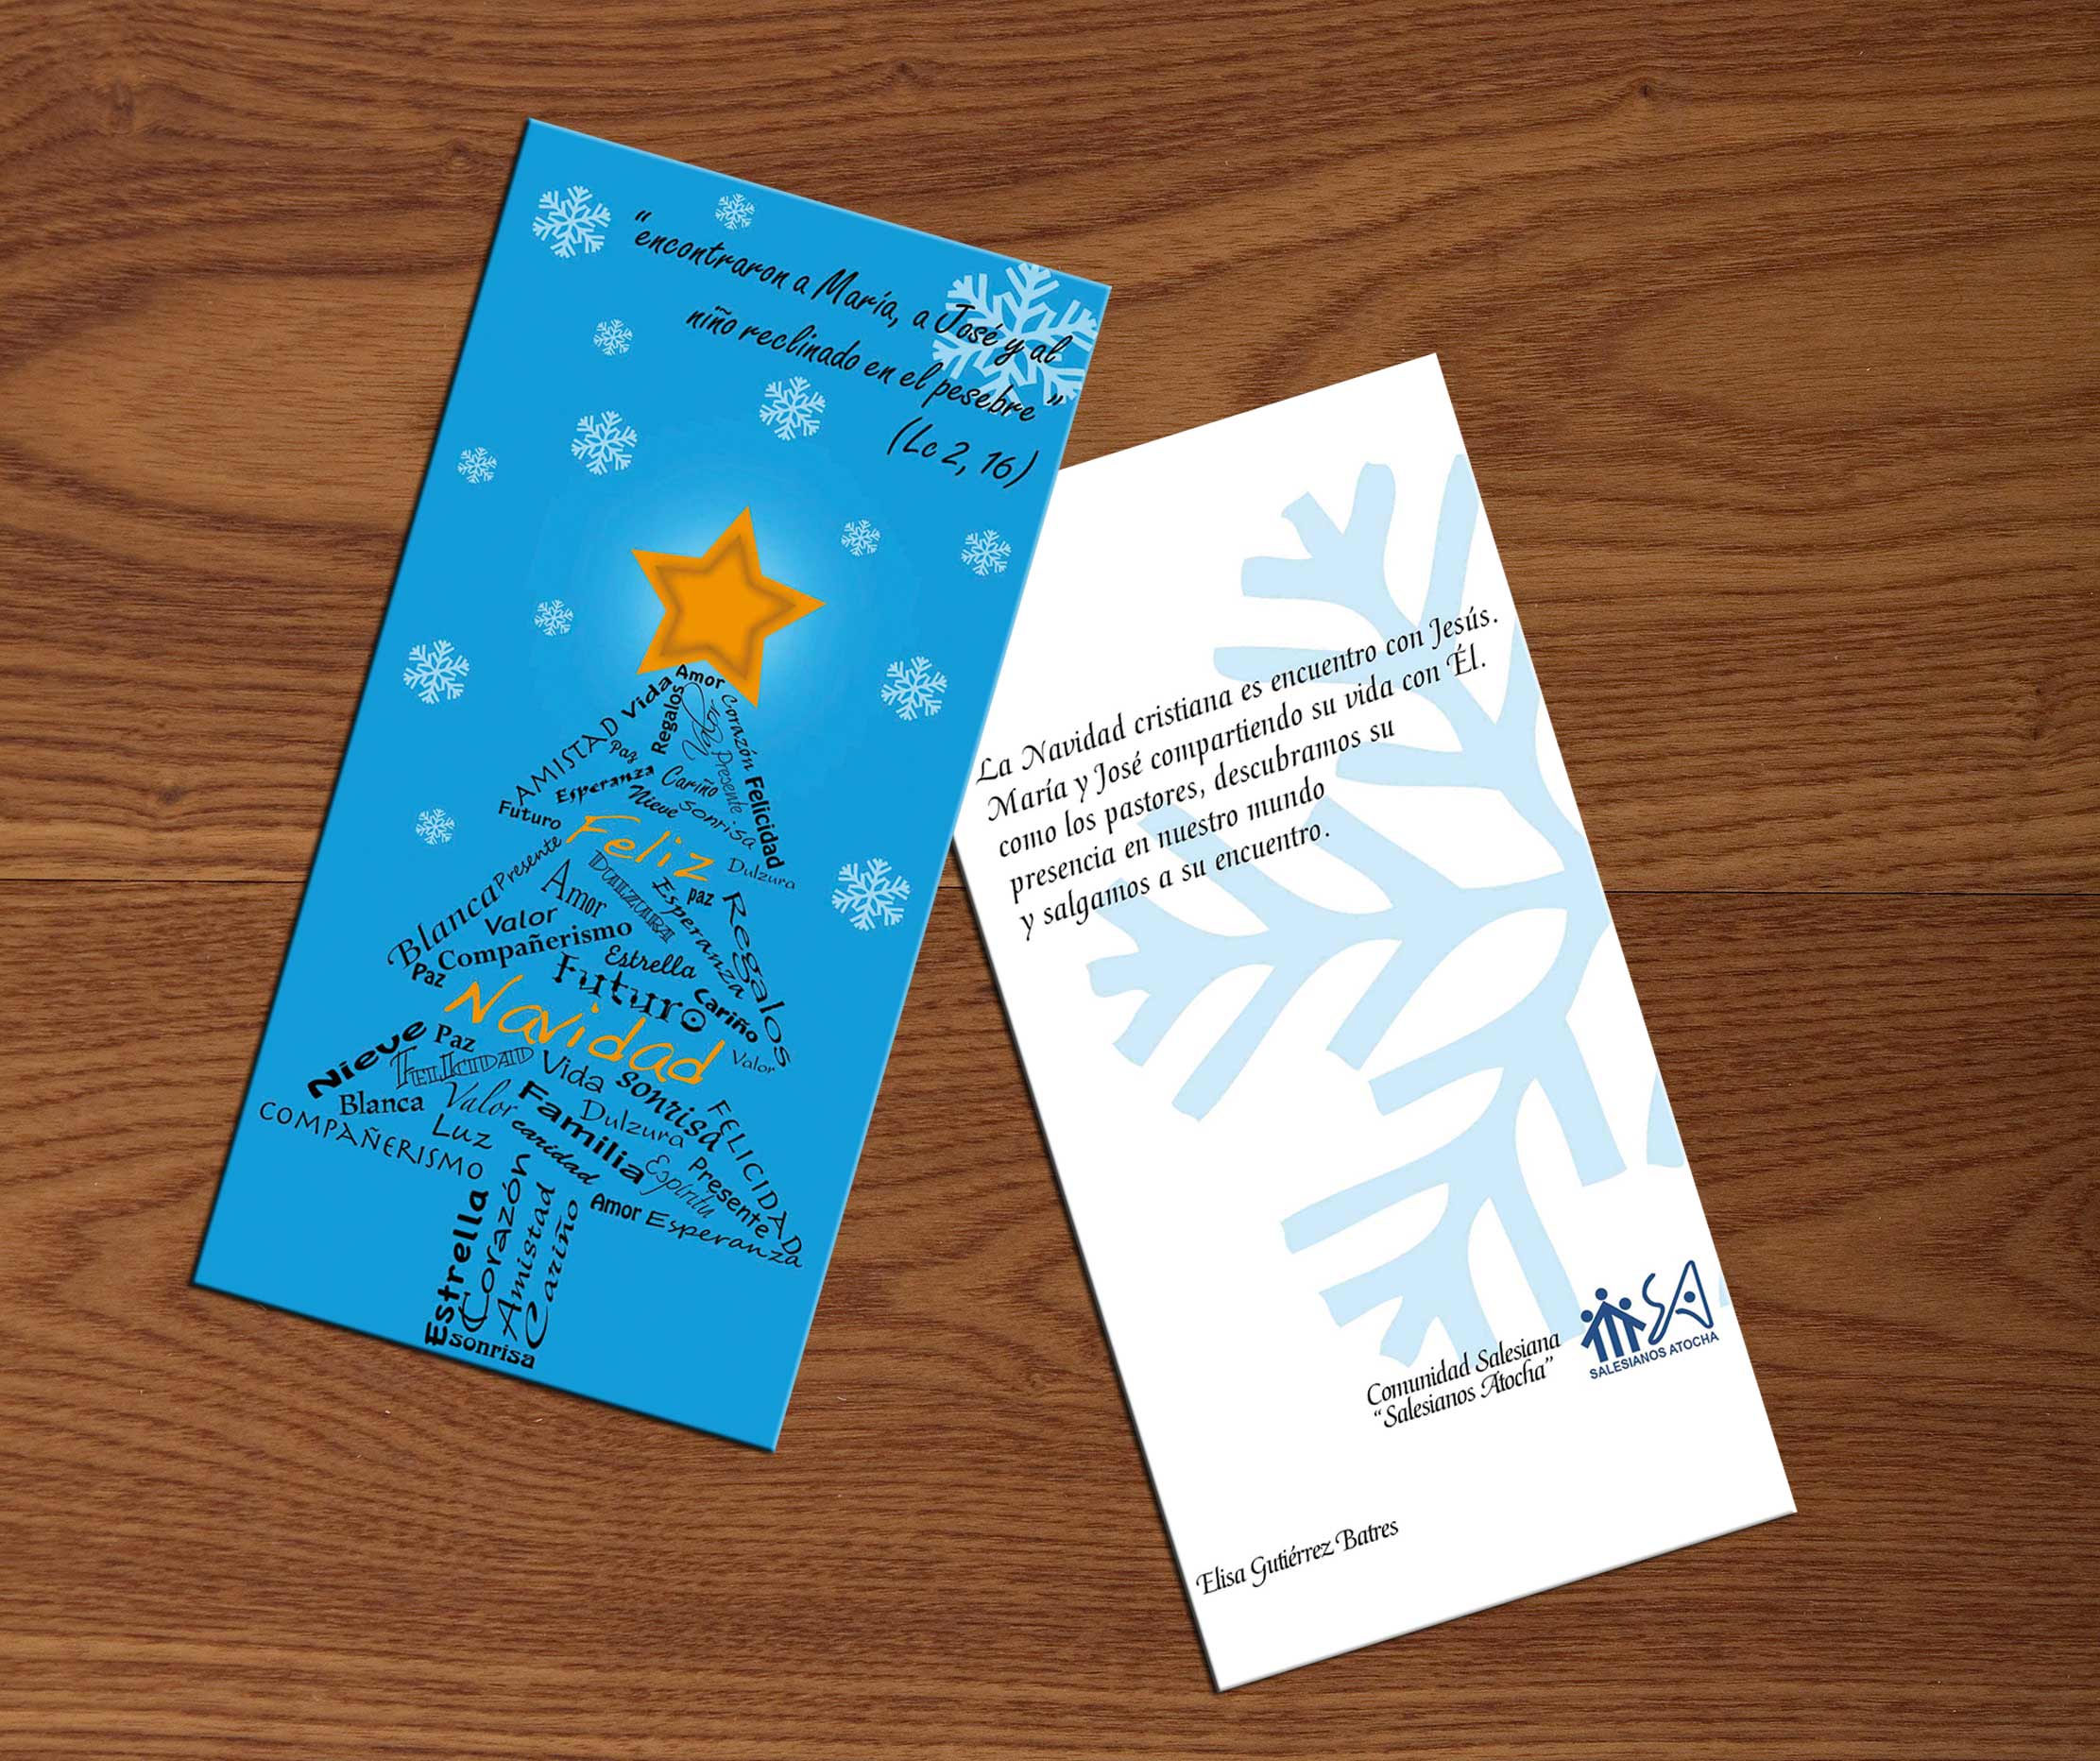 “encontraron a María, a José y al
niño reclinado en el pesebre”
(Lc 2, 16)
Amor
Vida
Regalos
Valor
Corazón
AMISTAD
Paz
Presente
Esperanza
Cariño
Felicidad
Nieve
sonrisa
Futuro
Feliz
Dulzura
Presente
Amor
DULZURA
Esperanza
paz
Regalos
Blanca
Valor
Compañerismo
Estrella
Paz
Futuro
cariño
Navidad
Valor
Nieve
Paz
FELICIDAD
Vida
sonrisa
Blanca
Valor
Familia
Dulzura
FELICIDAD
COMPAÑERISMO
Luz
caridad
Espíritu
Presente
Amor
Esperanza
Estrella
Corazón
Amistad
Cariño
sonrisa
La Navidad cristiana es encuentro con Jesús.
María y José compartiendo su vida con Él.
como los pastores, descubramos su
presencia en nuestro mundo
y salgamos a su encuentro.
Comunidad Salesiana
“Salesianos Atocha”
SA
SALESIANOS ATOCHA
Elisa Gutiérrez Batres